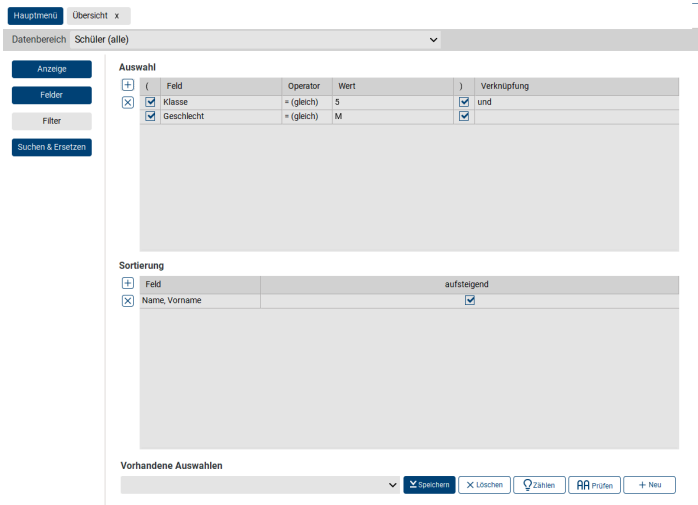 Hauptmenü Übersicht x
Datenbereich Schüler (alle)
Anzeige
Felder
Filter
Suchen & Ersetzen
Auswahl
( Feld Operator Wert ) Verknüpfung
Klasse = (gleich) 5 und
Geschlecht = (gleich) M
Sortierung
Feld aufsteigend
Name, Vorname
Vorhandene Auswahlen
Speichern Löschen Zählen AA Prüfen + Neu